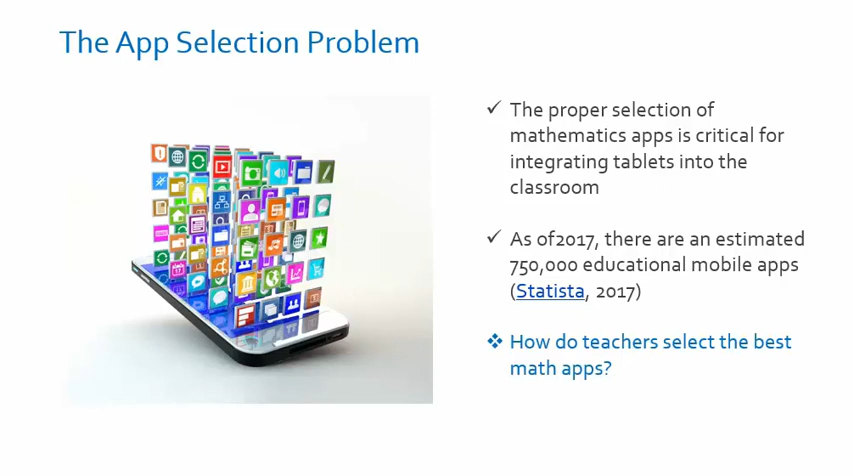 The App Selection Problem
The proper selection of
mathematics apps is critical for
integrating tablets into the
classroom
As of2017, there are an estimated
750,000 educational mobile apps
(Statista, 2017)
How do teachers select the best
math apps?